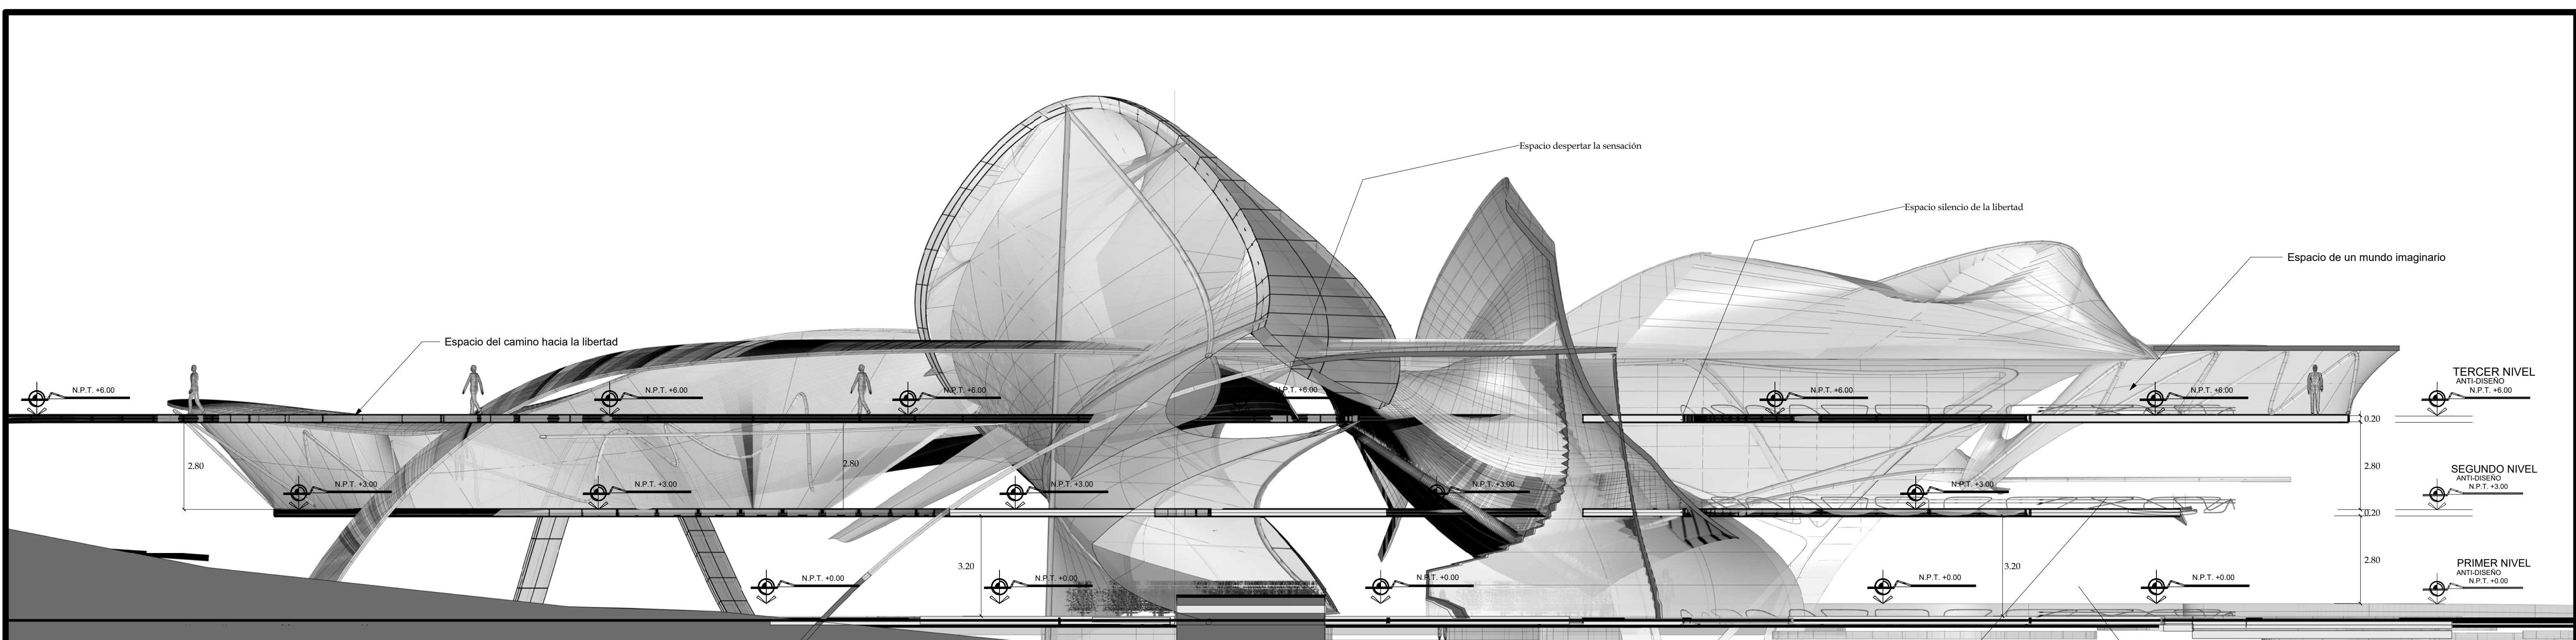 Espacio despertar la sensación
Espacio silencio de la libertad
Espacio de un mundo imaginario
Espacio del camino hacia la libertad
N.P.T. +6.00
N.P.T. +6.00
N.P.T. +6.00
N.P.T. +6.00
N.P.T. +6.00
N.P.T. +6.00
TERCER NIVEL
ANTI-DISEÑO
N.P.T. +6.00
0.20
2.80
2.80
2.80
N.P.T. +3.00
N.P.T. +3.00
N.P.T. +3.00
N.P.T. +3.00
N.P.T. +3.00
SEGUNDO NIVEL
ANTI-DISEÑO
N.P.T. +3.00
0.20
3.20
3.20
2.80
N.P.T. +0.00
N.P.T. +0.00
N.P.T. +0.00
N.P.T. +0.00
N.P.T. +0.00
PRIMER NIVEL
ANTI-DISEÑO
N.P.T. +0.00